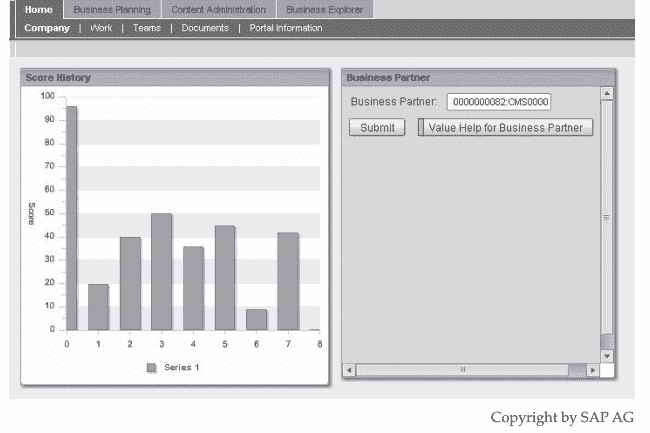 Home Business Planning Content Administration Business Explorer
Company | Work | Teams | Documents | Portal Information
Score History
100
90
80
70
60
50
40
30
20
10
0
Score
0 1 2 3 4 5 6 7 8
Series 1
Business Partner
Business Partner: 0000000082:CMS0000
Submit Value Help for Business Partner
Copyright by SAP AG